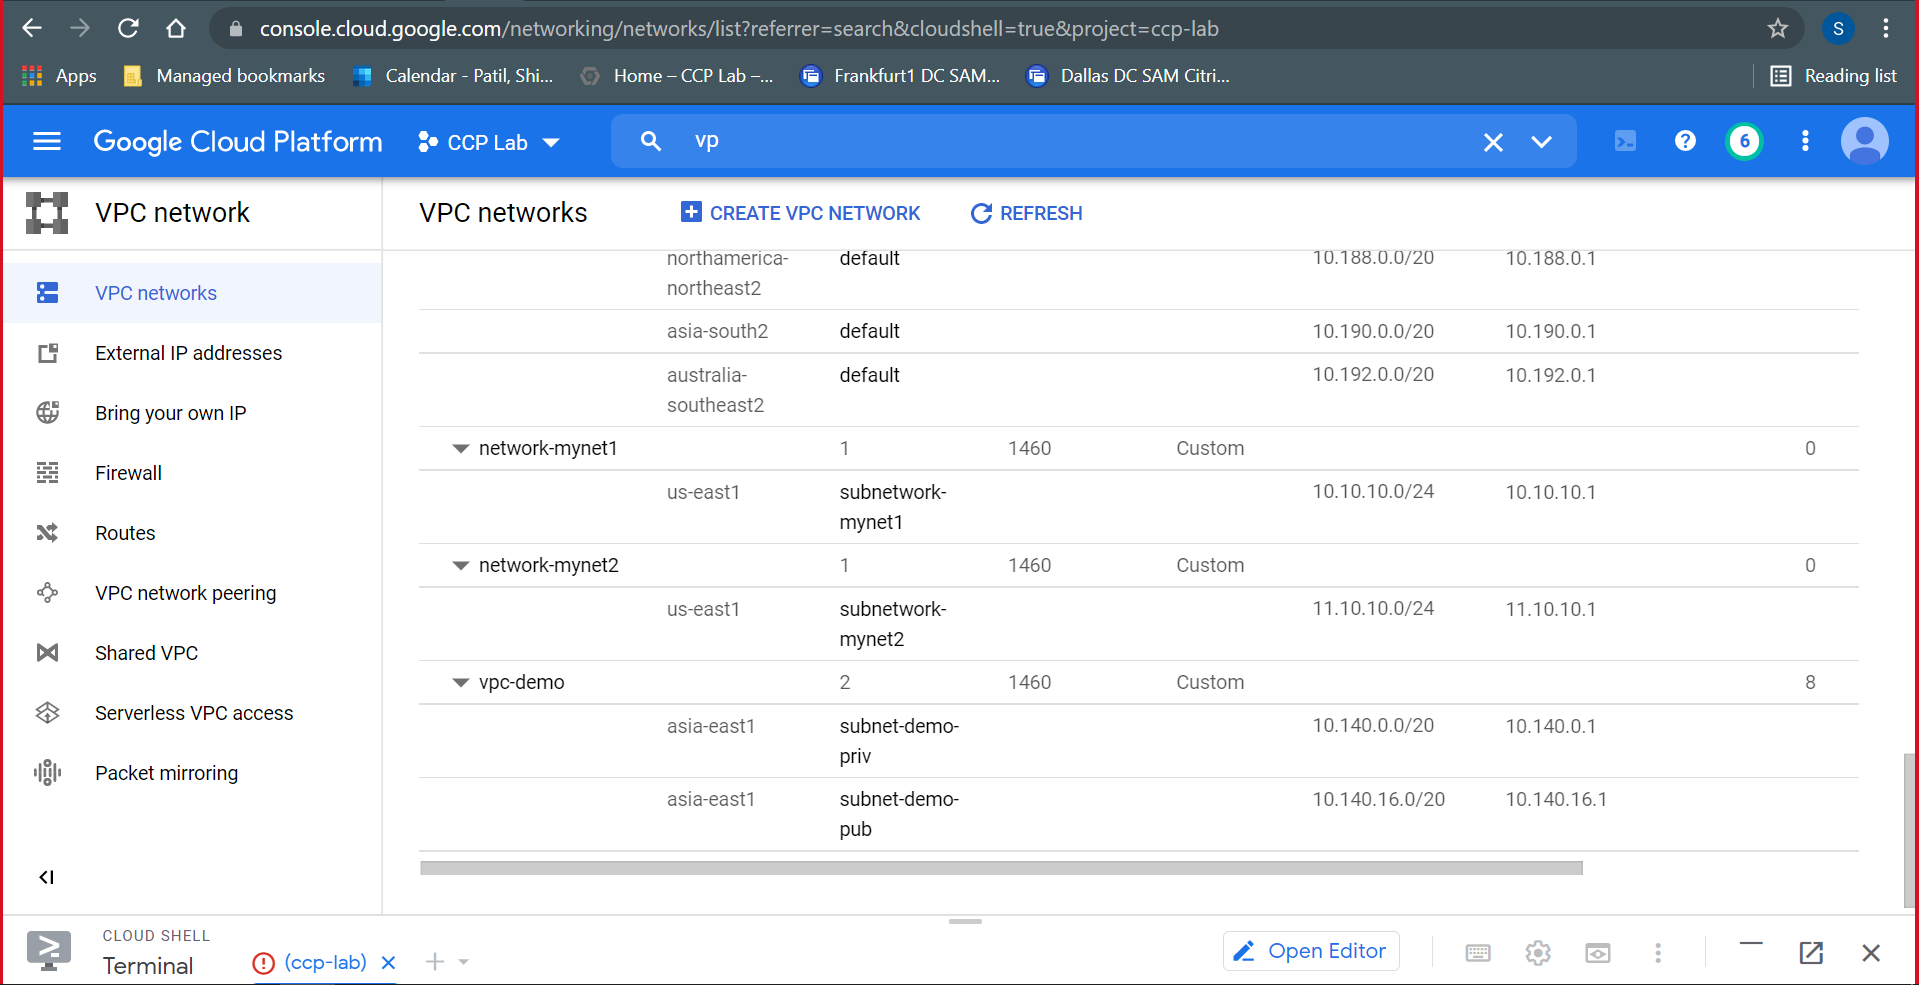 console.cloud.google.com/networking/networks/list?referrer=search&cloudshell=true&project=ccp-lab
S
Apps Managed bookmarks Calendar - Patil, Shi... Home – CCP Lab –... Frankfurt1 DC SAM... Dallas DC SAM Citri... Reading list
Google Cloud Platform CCP Lab vp 6
VPC network
VPC networks
External IP addresses
Bring your own IP
Firewall
Routes
VPC network peering
Shared VPC
Serverless VPC access
Packet mirroring
VPC networks CREATE VPC NETWORK REFRESH
northamerica- default 10.188.0.0/20 10.188.0.1
northeast2
asia-south2 default 10.190.0.0/20 10.190.0.1
australia- default 10.192.0.0/20 10.192.0.1
southeast2
network-mynet1 1 1460 Custom 0
us-east1 subnetwork- 10.10.10.0/24 10.10.10.1
mynet1
network-mynet2 1 1460 Custom 0
us-east1 subnetwork- 11.10.10.0/24 11.10.10.1
mynet2
vpc-demo 2 1460 Custom 8
asia-east1 subnet-demo- 10.140.0.0/20 10.140.0.1
priv
asia-east1 subnet-demo- 10.140.16.0/20 10.140.16.1
pub
CLOUD SHELL
Terminal (ccp-lab) Open Editor